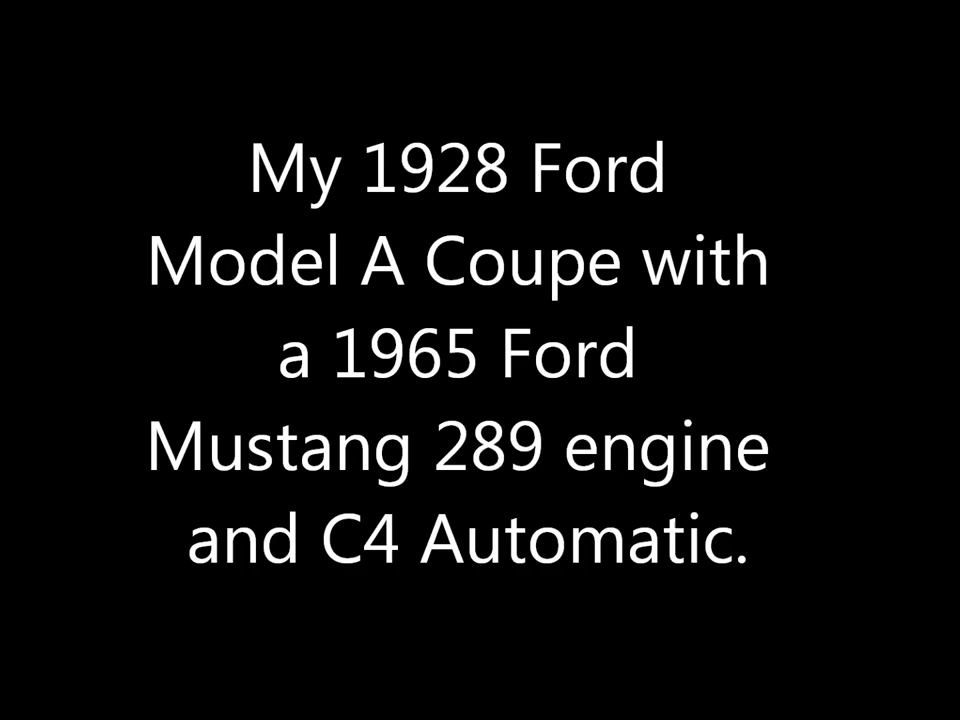 My 1928 Ford
Model A Coupe with
a 1965 Ford
Mustang 289 engine
and C4 Automatic.